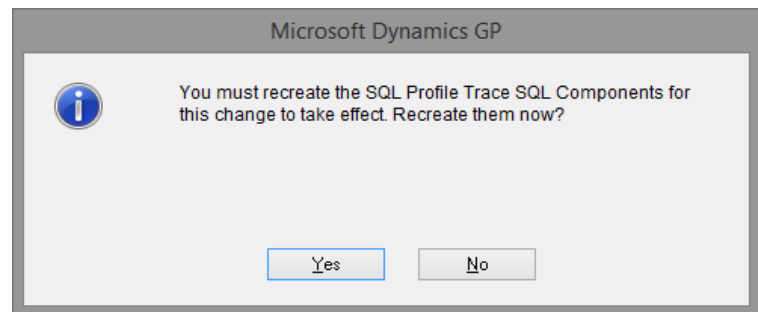 Microsoft Dynamics GP
You must recreate the SQL Profile Trace SQL Components for
this change to take effect. Recreate them now?
Yes
No